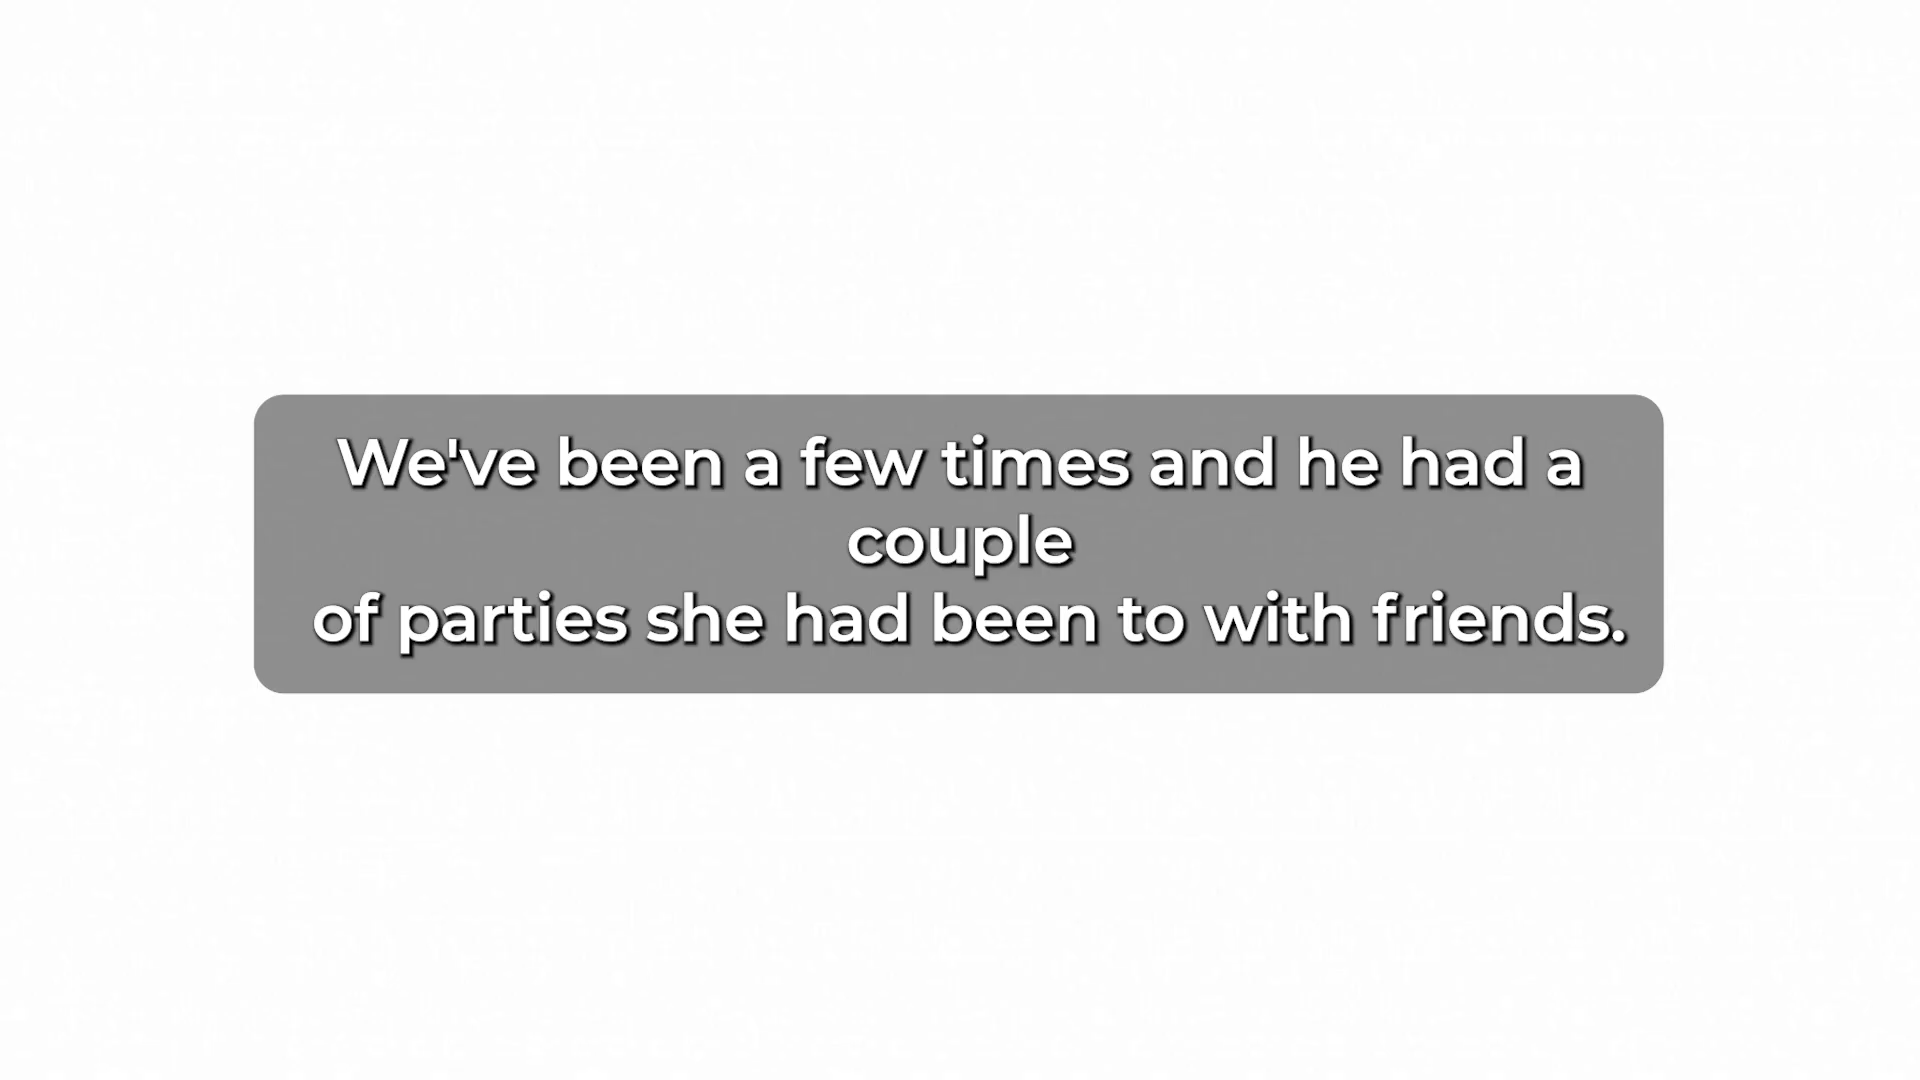 We've been a few times and he had a
couple
of parties she had been to with friends.